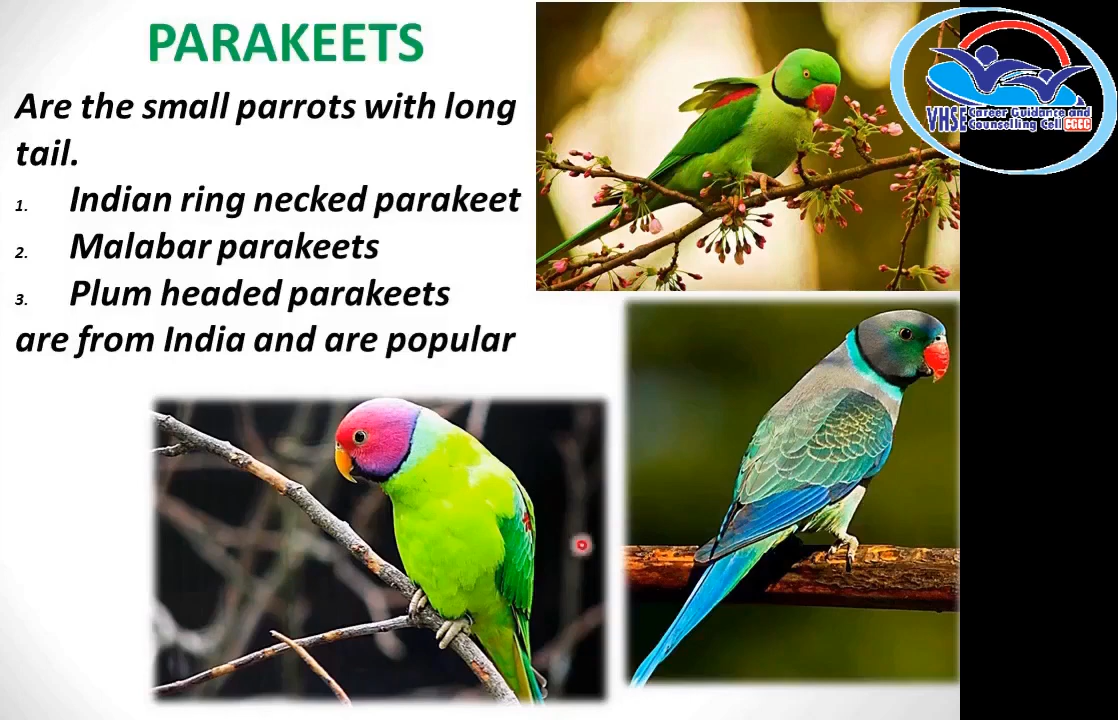 PARAKEETS
Are the small parrots with long
tail.
1. Indian ring necked parakeet
2. Malabar parakeets
3. Plum headed parakeets
are from India and are popular
VHSE Career Guidance and
Counselling Cell CGCC